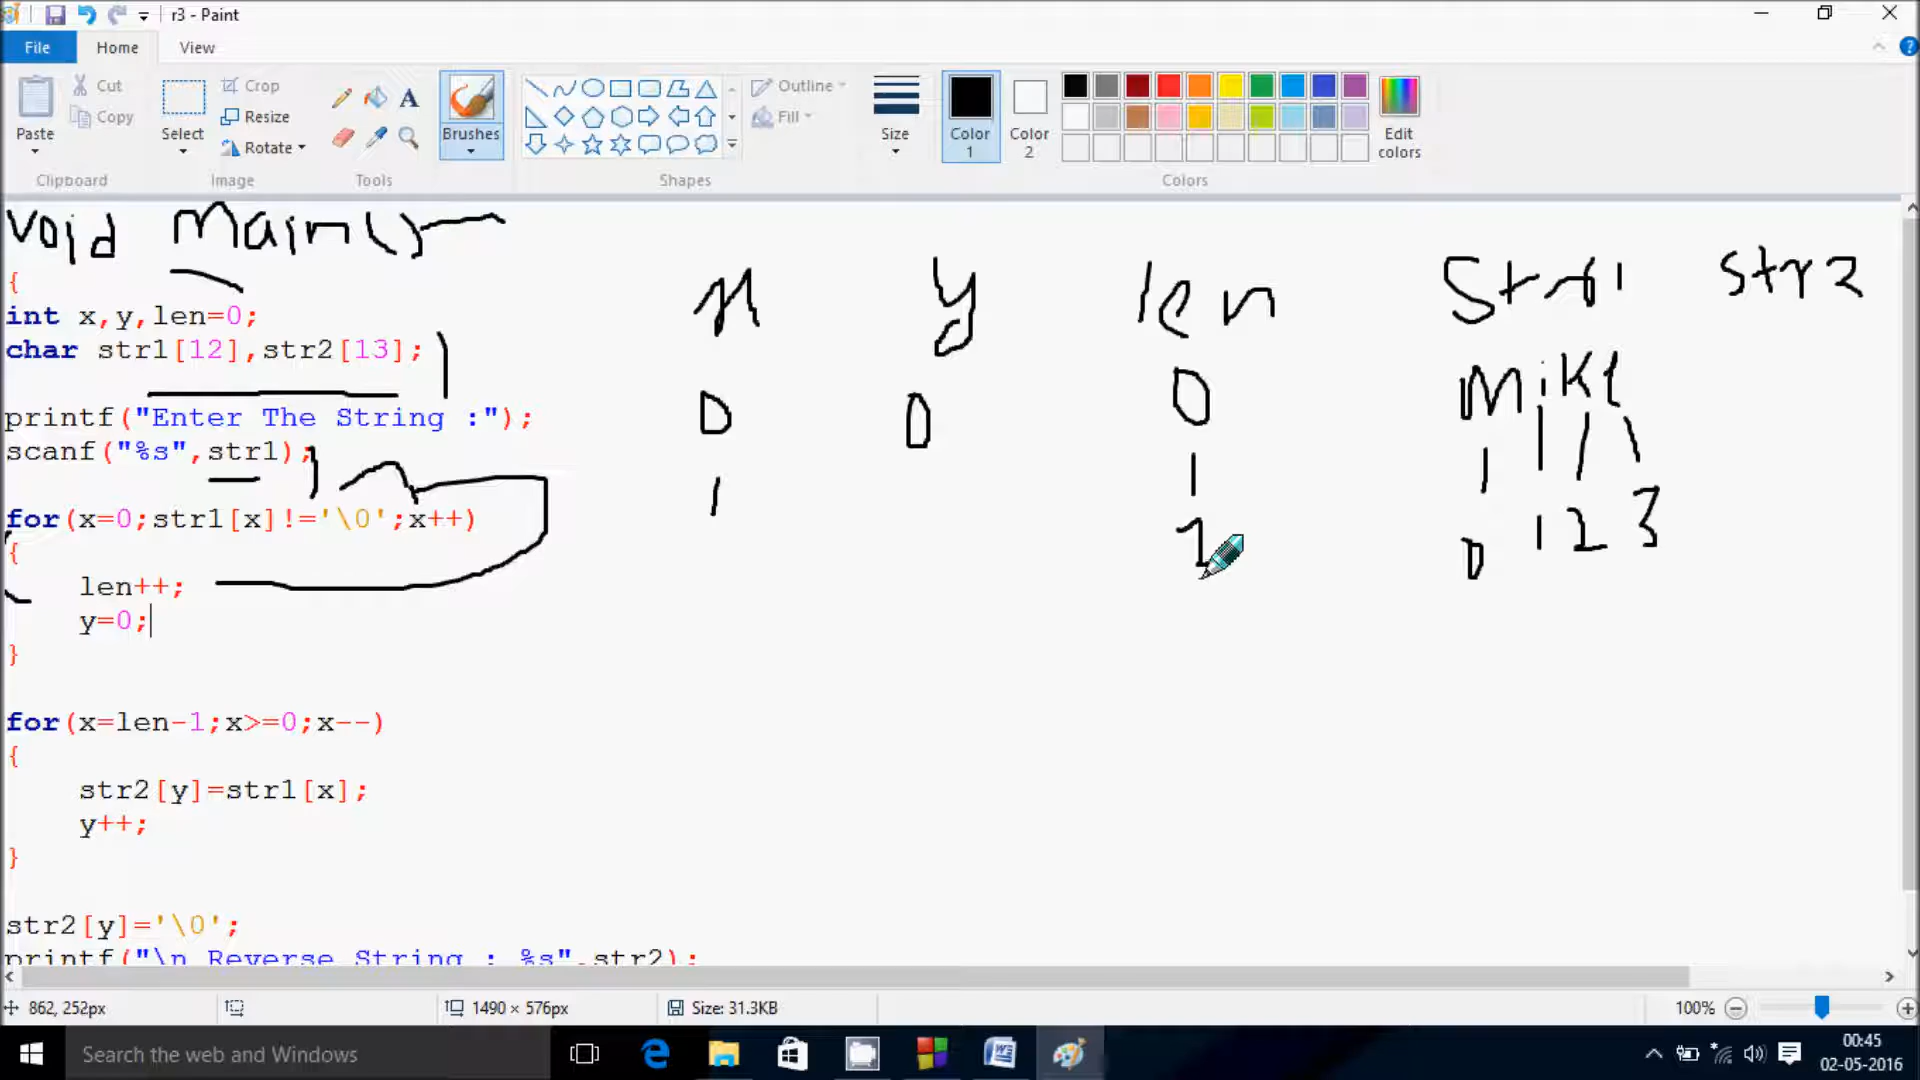 r3 - Paint
File Home View
Paste
Cut
Copy
Select
Crop
Resize
Rotate
A
Brushes
Outline
Fill
Size
Color 1
Color 2
Edit colors
Clipboard Image Tools Shapes Colors
void Main()
{
int x,y,len=0;
char str1[12],str2[13];
printf("Enter The String :");
scanf("%s",str1);
for(x=0;str1[x]!='\0';x++)
{
len++;
y=0;
}
for(x=len-1;x>=0;x--)
{
str2[y]=str1[x];
y++;
}
str2[y]='\0';
printf("\n Reverse String : %s",str2);
x y len Str1 str2
0 0 0 Mike
1 1
0 1 2 3
862, 252px
1490 × 576px
Size: 31.3KB
100%
Search the web and Windows
00:45
02-05-2016